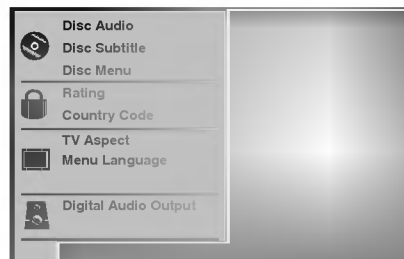 Disc Audio
Disc Subtitle
Disc Menu
Rating
Country Code
TV Aspect
Menu Language
Digital Audio Output